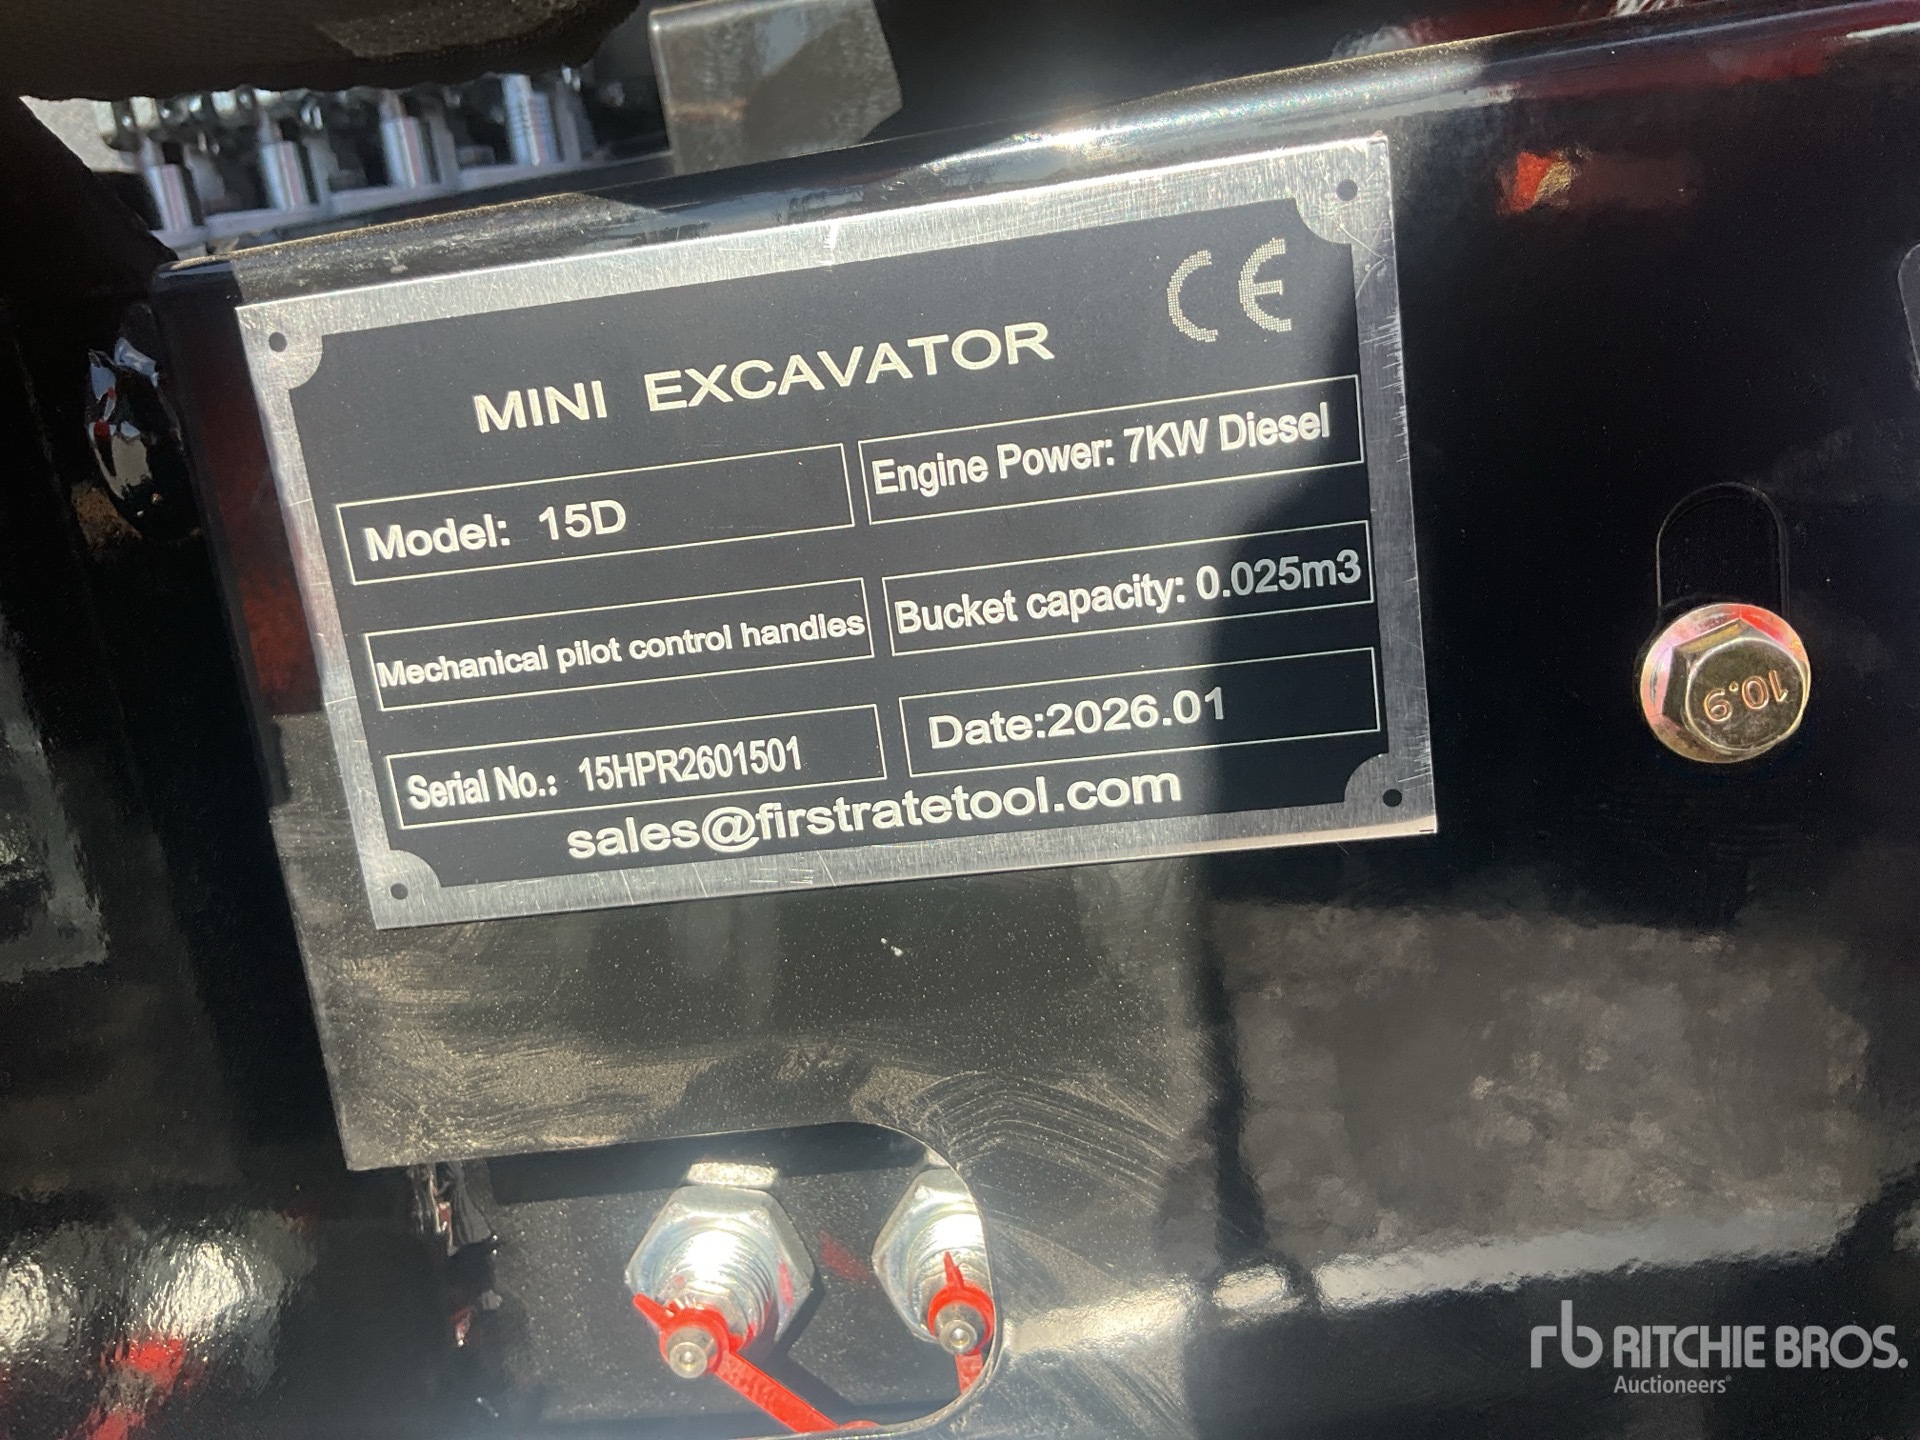 CE
MINI EXCAVATOR
Model: 15D
Engine Power: 7KW Diesel
Mechanical pilot control handles
Bucket capacity: 0.025m3
Serial No.: 15HPR2601501
Date:2026.01
sales@firstratetool.com
10.9
rb RITCHIE BROS.
Auctioneers